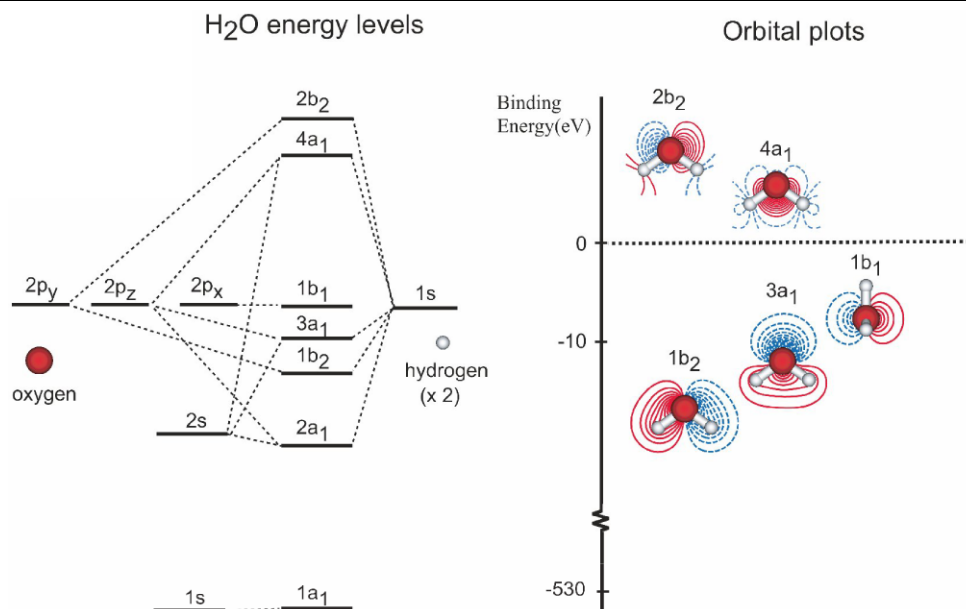 H2O energy levels
2b2
4a1
2py
2pz
2px
1b1
1s
3a1
1b2
oxygen
hydrogen
(x 2)
2s
2a1
1s
1a1
Orbital plots
Binding
Energy(eV)
2b2
4a1
0
1b1
3a1
-10
1b2
-530